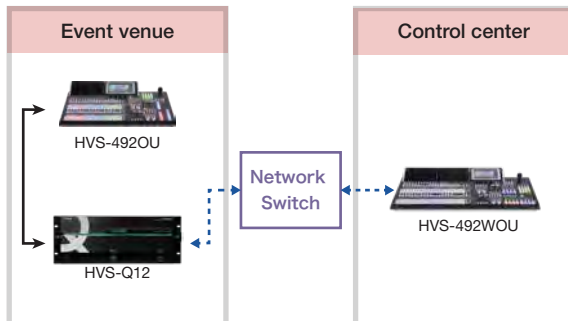 Event venue
Control center
HVS-492OU
Network
Switch
HVS-492WOU
HVS-Q12